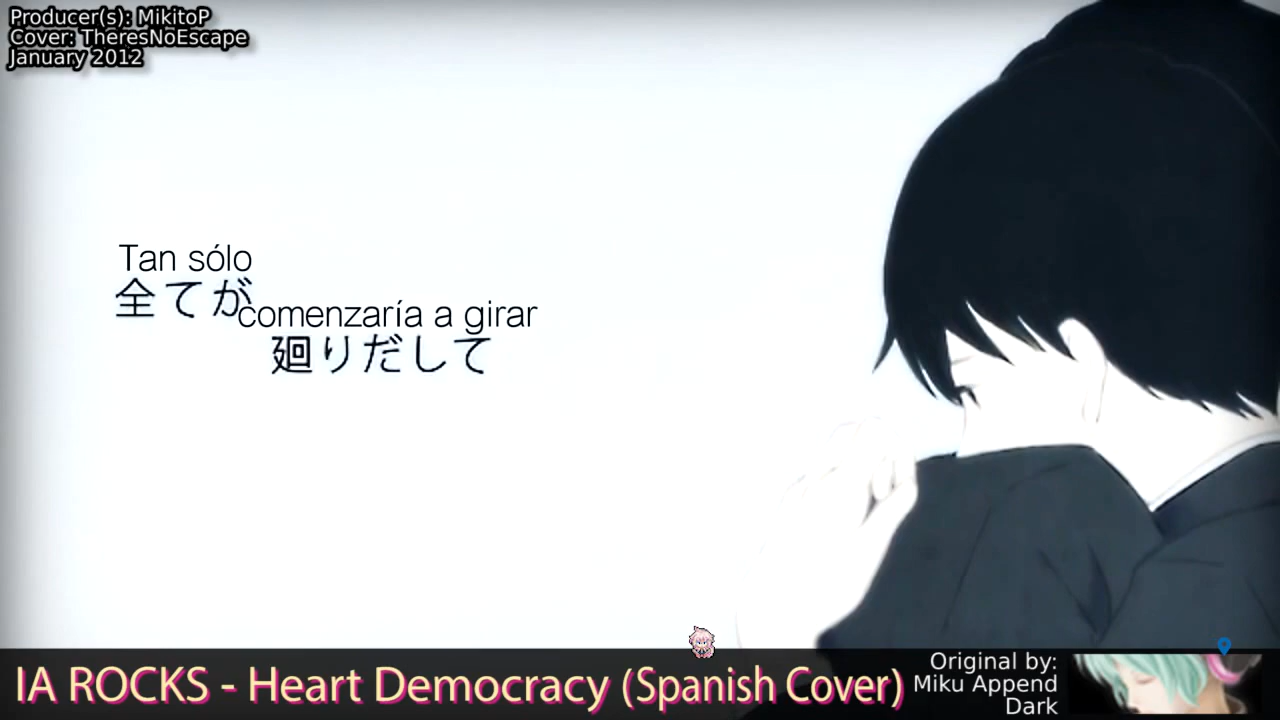 Producer(s): MikitoP
Cover: TheresNoEscape
January 2012
Tan sólo
全てが
comenzaría a girar
廻りだして
IA ROCKS - Heart Democracy (Spanish Cover)
Original by:
Miku Append
Dark